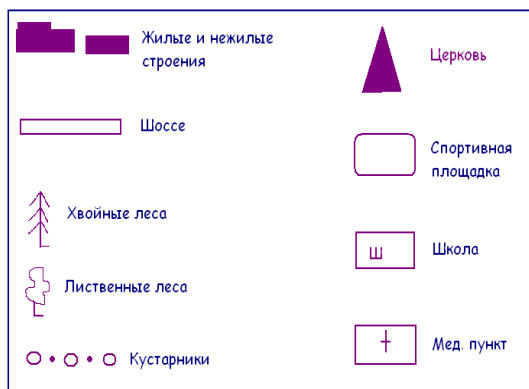 Жилые и нежилые
строения
Шоссе
Хвойные леса
Лиственные леса
Кустарники
Церковь
Спортивная
площадка
Ш
Школа
Мед. пункт